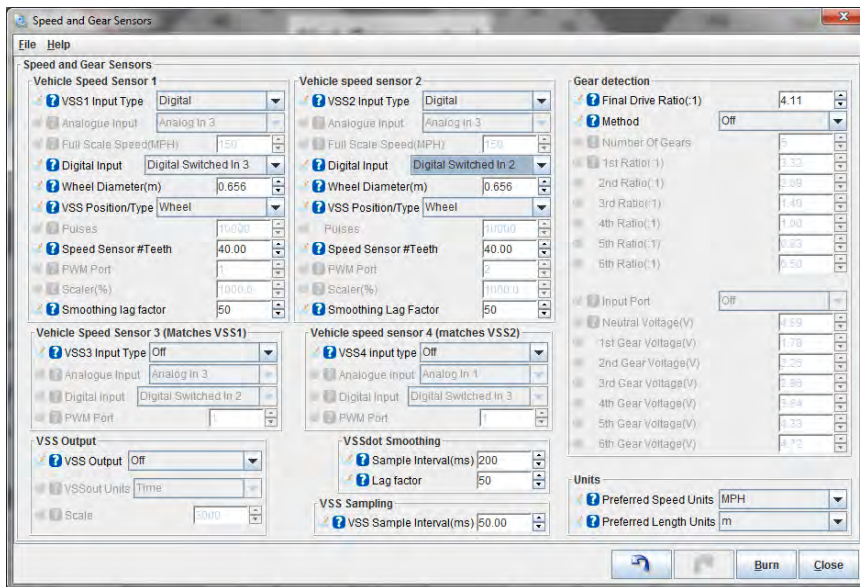 Speed and Gear Sensors
File Help
Speed and Gear Sensors
Vehicle Speed Sensor 1
VSS1 Input Type Digital
Analogue Input Analog In 3
Full Scale Speed(MPH) 150
Digital Input Digital Switched In 3
Wheel Diameter(m) 0.656
VSS Position/Type Wheel
Pulses 10000
Speed Sensor #Teeth 40.00
PWM Port 1
Scaler(%) 1000.0
Smoothing lag factor 50
Vehicle speed sensor 2
VSS2 Input Type Digital
Analogue Input Analog In 3
Full Scale Speed(MPH) 150
Digital Input Digital Switched In 2
Wheel Diameter(m) 0.656
VSS Position/Type Wheel
Pulses 10000
Speed Sensor #Teeth 40.00
PWM Port 2
Scaler(%) 1000.0
Smoothing Lag Factor 50
Gear detection
Final Drive Ratio(:1) 4.11
Method Off
Number Of Gears 5
1st Ratio(:1) 3.32
2nd Ratio(:1)
3rd Ratio(:1) 1.40
4th Ratio(:1) 1.00
5th Ratio(:1) 0.83
6th Ratio(:1) 0.50
Input Port Off
Neutral Voltage(V)
1st Gear Voltage(V) 1.78
2nd Gear Voltage(V) 2.25
3rd Gear Voltage(V)
4th Gear Voltage(V)
5th Gear Voltage(V) 4.33
6th Gear Voltage(V) 4.72
Vehicle Speed Sensor 3 (Matches VSS1)
VSS3 Input Type Off
Analogue Input Analog In 3
Digital Input Digital Switched In 2
PWM Port 1
Vehicle speed sensor 4 (matches VSS2)
VSS4 input type Off
Analogue input Analog In 1
Digital Input Digital Switched In 3
PWM Port 1
VSS Output
VSS Output Off
VSSout Units Time
Scale
VSSdot Smoothing
Sample Interval(ms) 200
Lag factor 50
VSS Sampling
VSS Sample Interval(ms) 50.00
Units
Preferred Speed Units MPH
Preferred Length Units m
Burn Close